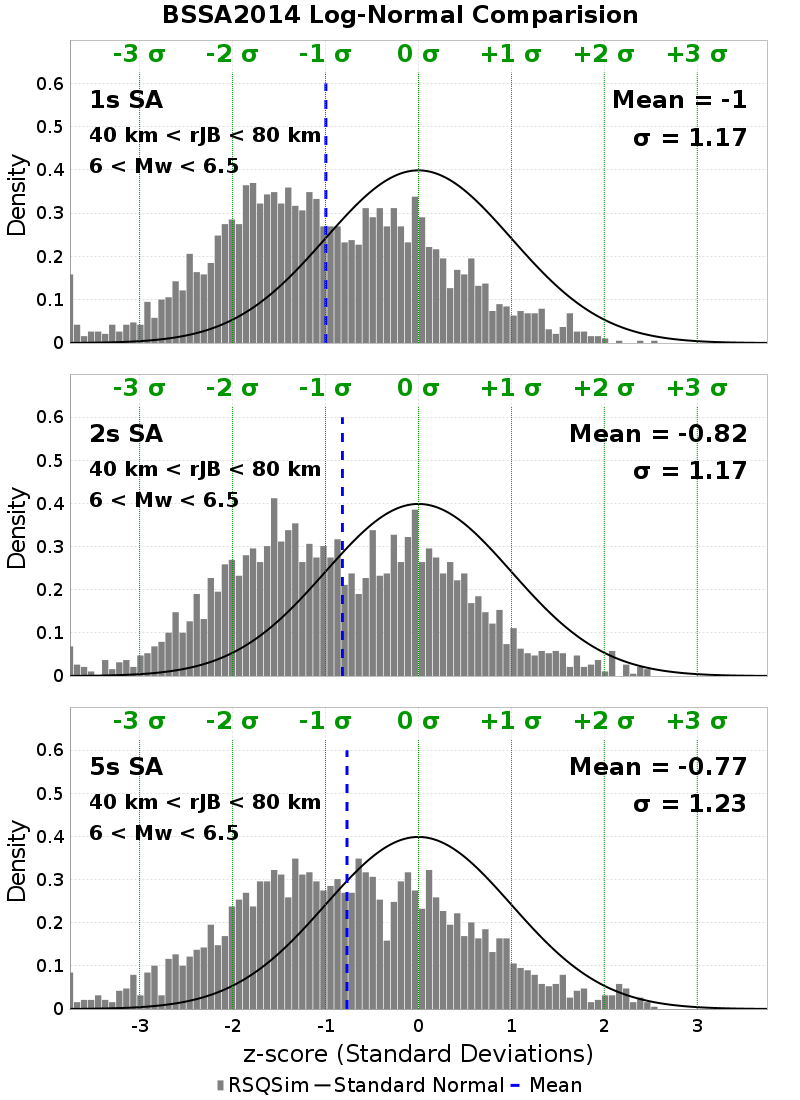 BSSA2014 Log-Normal Comparision
-3 σ -2 σ -1 σ 0 σ +1 σ +2 σ +3 σ
1s SA
Mean = -1
40 km < rJB < 80 km
σ = 1.17
6 < Mw < 6.5
Density
0.6
0.5
0.4
0.3
0.2
0.1
0
-3 σ -2 σ -1 σ 0 σ +1 σ +2 σ +3 σ
2s SA
Mean = -0.82
40 km < rJB < 80 km
σ = 1.17
6 < Mw < 6.5
Density
0.6
0.5
0.4
0.3
0.2
0.1
0
-3 σ -2 σ -1 σ 0 σ +1 σ +2 σ +3 σ
5s SA
Mean = -0.77
40 km < rJB < 80 km
σ = 1.23
6 < Mw < 6.5
Density
0.6
0.5
0.4
0.3
0.2
0.1
0
-3 -2 -1 0 1 2 3
z-score (Standard Deviations)
RSQSim Standard Normal Mean